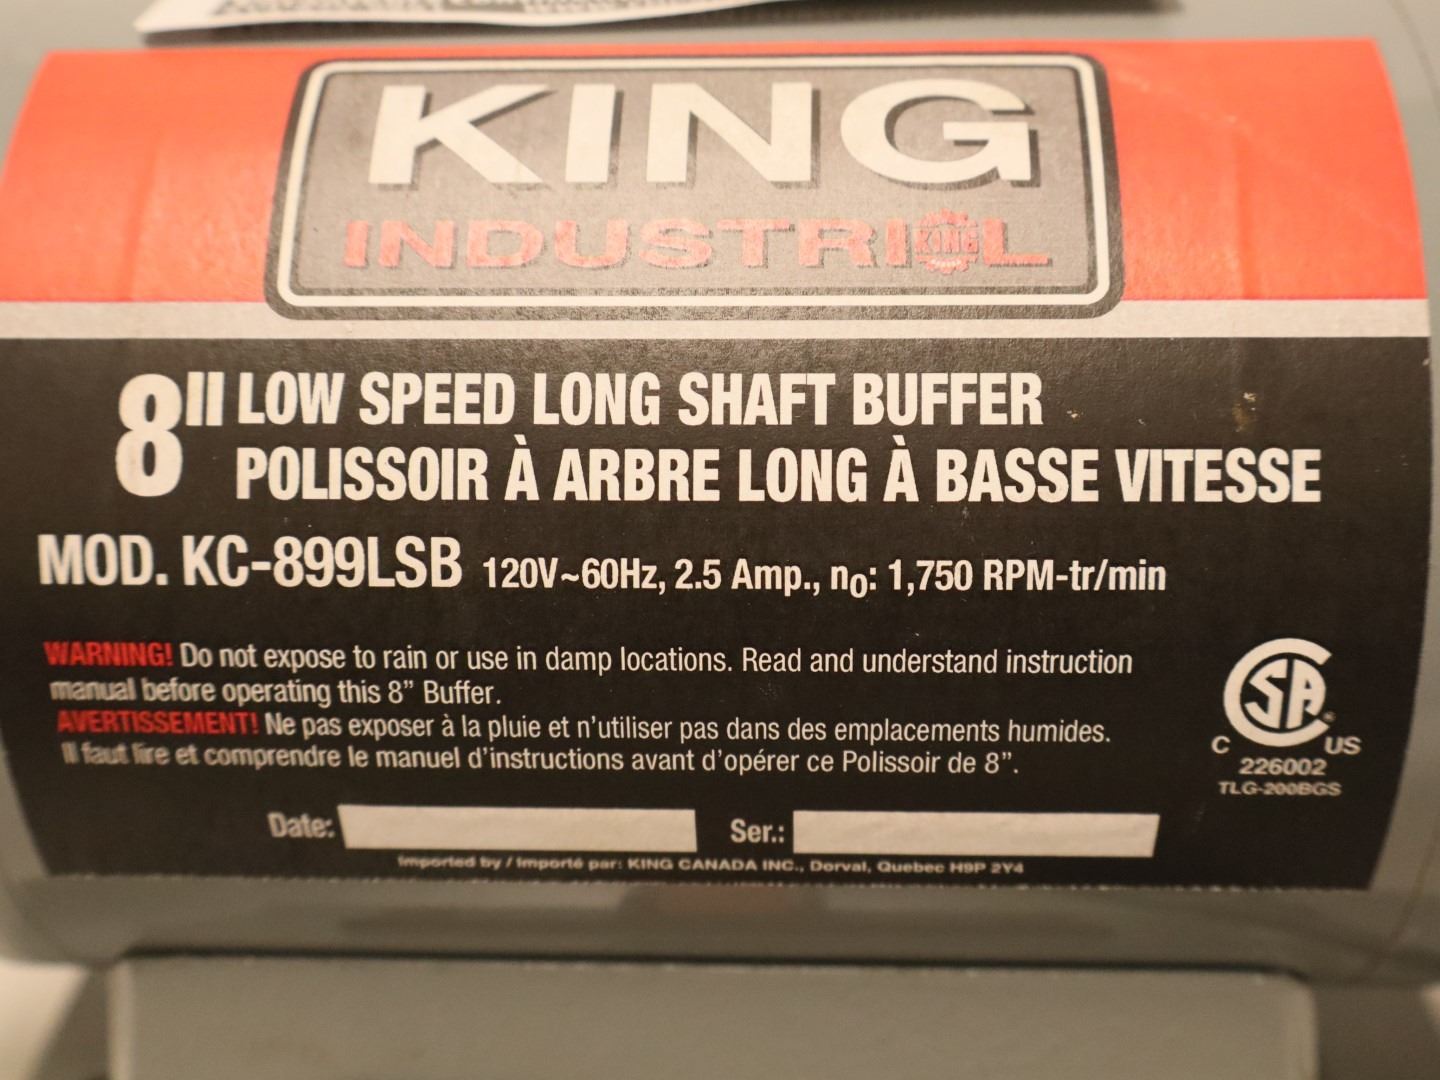 KING
INDUSTRIAL
KING
8" LOW SPEED LONG SHAFT BUFFER
POLISSOIR À ARBRE LONG À BASSE VITESSE
MOD. KC-899LSB 120V~60Hz, 2.5 Amp., n0: 1,750 RPM-tr/min
WARNING! Do not expose to rain or use in damp locations. Read and understand instruction
manual before operating this 8” Buffer.
AVERTISSEMENT! Ne pas exposer à la pluie et n’utiliser pas dans des emplacements humides.
Il faut lire et comprendre le manuel d’instructions avant d’opérer ce Polissoir de 8”.
SA
C US
226002
TLG-200BGS
Date: Ser.:
Imported by / Importé par: KING CANADA INC., Dorval, Quebec H9P 2Y4